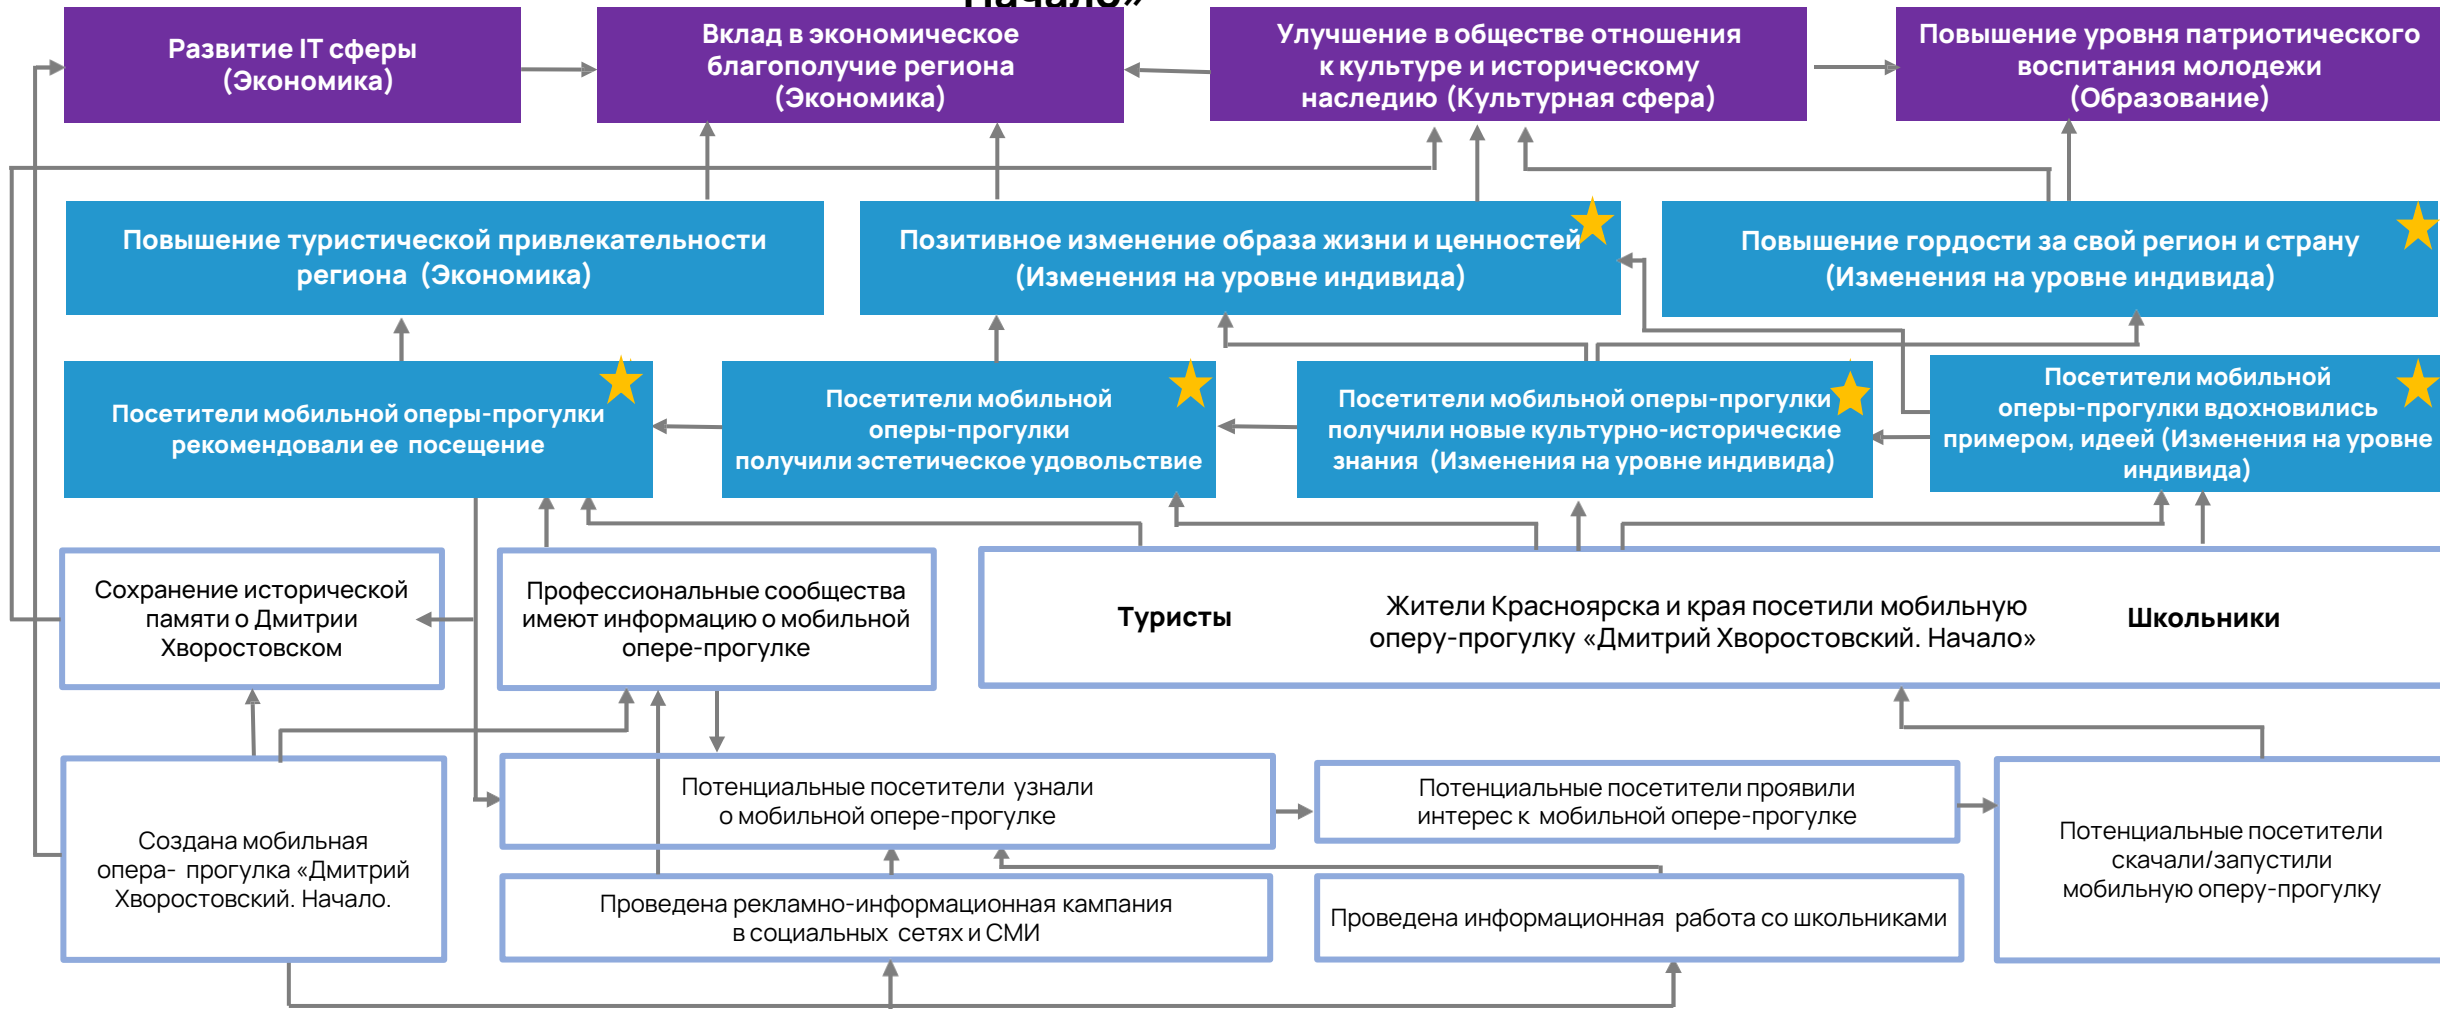 Начало»
Развитие IT сферы
(Экономика)
Вклад в экономическое
благополучие региона
(Экономика)
Улучшение в обществе отношения
к культуре и историческому
наследию (Культурная сфера)
Повышение уровня патриотического
воспитания молодежи
(Образование)
Повышение туристической привлекательности
региона (Экономика)
Позитивное изменение образа жизни и ценностей
(Изменения на уровне индивида)
Повышение гордости за свой регион и страну
(Изменения на уровне индивида)
Посетители мобильной оперы-прогулки
рекомендовали ее посещение
Посетители мобильной
оперы-прогулки
получили эстетическое удовольствие
Посетители мобильной оперы-прогулки
получили новые культурно-исторические
знания (Изменения на уровне индивида)
Посетители мобильной
оперы-прогулки вдохновились
примером, идеей (Изменения на уровне
индивида)
Сохранение исторической
памяти о Дмитрии
Хворостовском
Профессиональные сообщества
имеют информацию о мобильной
опере-прогулке
Туристы
Жители Красноярска и края посетили мобильную
оперу-прогулку «Дмитрий Хворостовский. Начало»
Школьники
Создана мобильная
опера- прогулка «Дмитрий
Хворостовский. Начало.
Потенциальные посетители узнали
о мобильной опере-прогулке
Потенциальные посетители проявили
интерес к мобильной опере-прогулке
Потенциальные посетители
скачали/запустили
мобильную оперу-прогулку
Проведена рекламно-информационная кампания
в социальных сетях и СМИ
Проведена информационная работа со школьниками